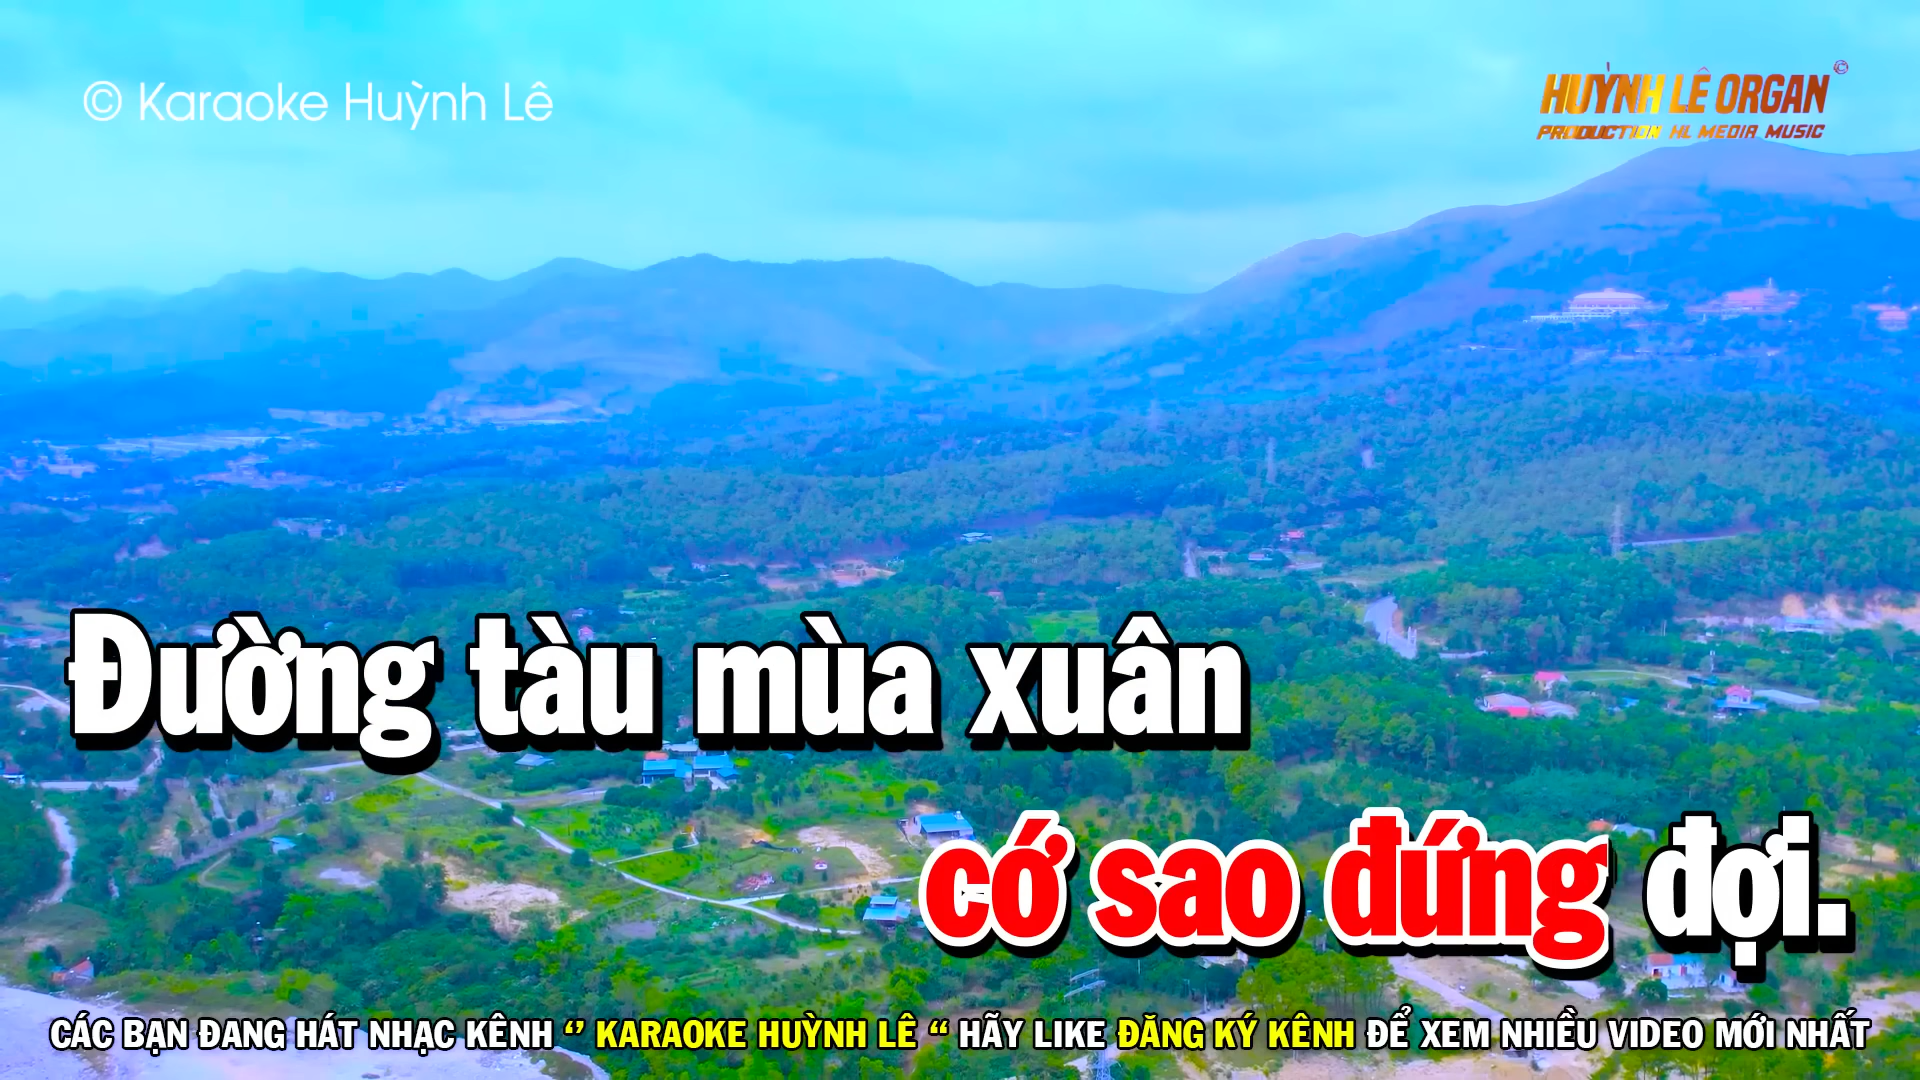 © Karaoke Huỳnh Lê
HUỲNH LÊ ORGAN ©
PRODUCTION HL MEDIA MUSIC
Đường tàu mùa xuân
cớ sao đứng đợi.
CÁC BẠN ĐANG HÁT NHẠC KÊNH ‘’ KARAOKE HUỲNH LÊ “ HÃY LIKE ĐĂNG KÝ KÊNH ĐỂ XEM NHIỀU VIDEO MỚI NHẤT